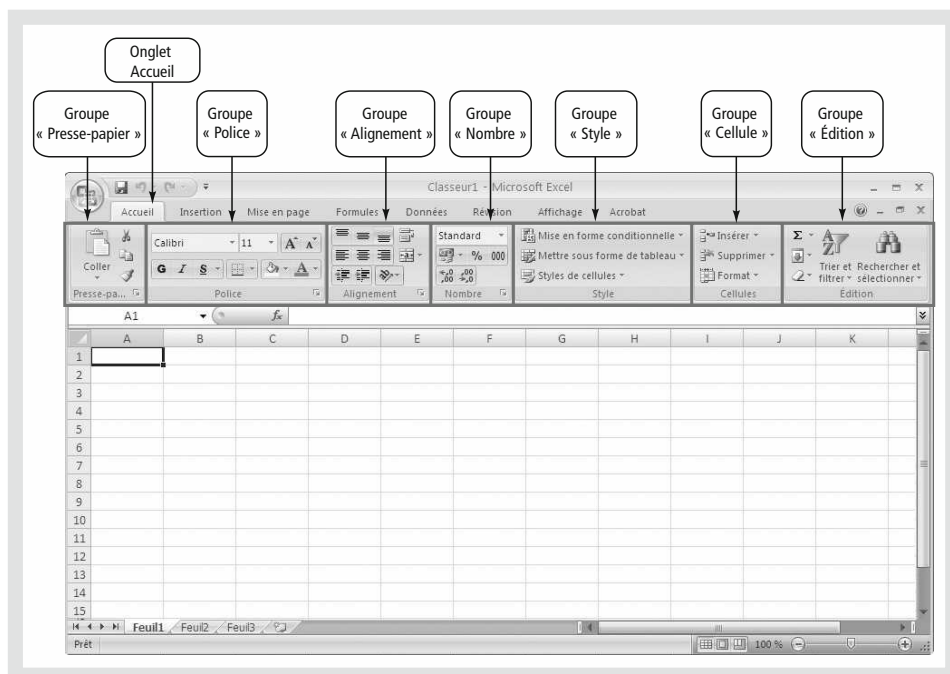 Onglet
Accueil
Groupe
« Presse-papier »
Groupe
« Police »
Groupe
« Alignement »
Groupe
« Nombre »
Groupe
« Style »
Groupe
« Cellule »
Groupe
« Édition »
Classeur1 - Microsoft Excel
Accueil Insertion Mise en page Formules Données Révision Affichage Acrobat
Coller
Presse-pa...
Calibri 11 A A
G I S A
Police
Alignement
Standard
% 000
,00 ,00
Nombre
Mise en forme conditionnelle
Mettre sous forme de tableau
Styles de cellules
Style
Insérer
Supprimer
Format
Cellules
Σ
Trier et
filtrer
Rechercher et
sélectionner
Édition
A1 fx
A B C D E F G H I J K
1
2
3
4
5
6
7
8
9
10
11
12
13
14
15
Feuil1 Feuil2 Feuil3
Prêt 100 %